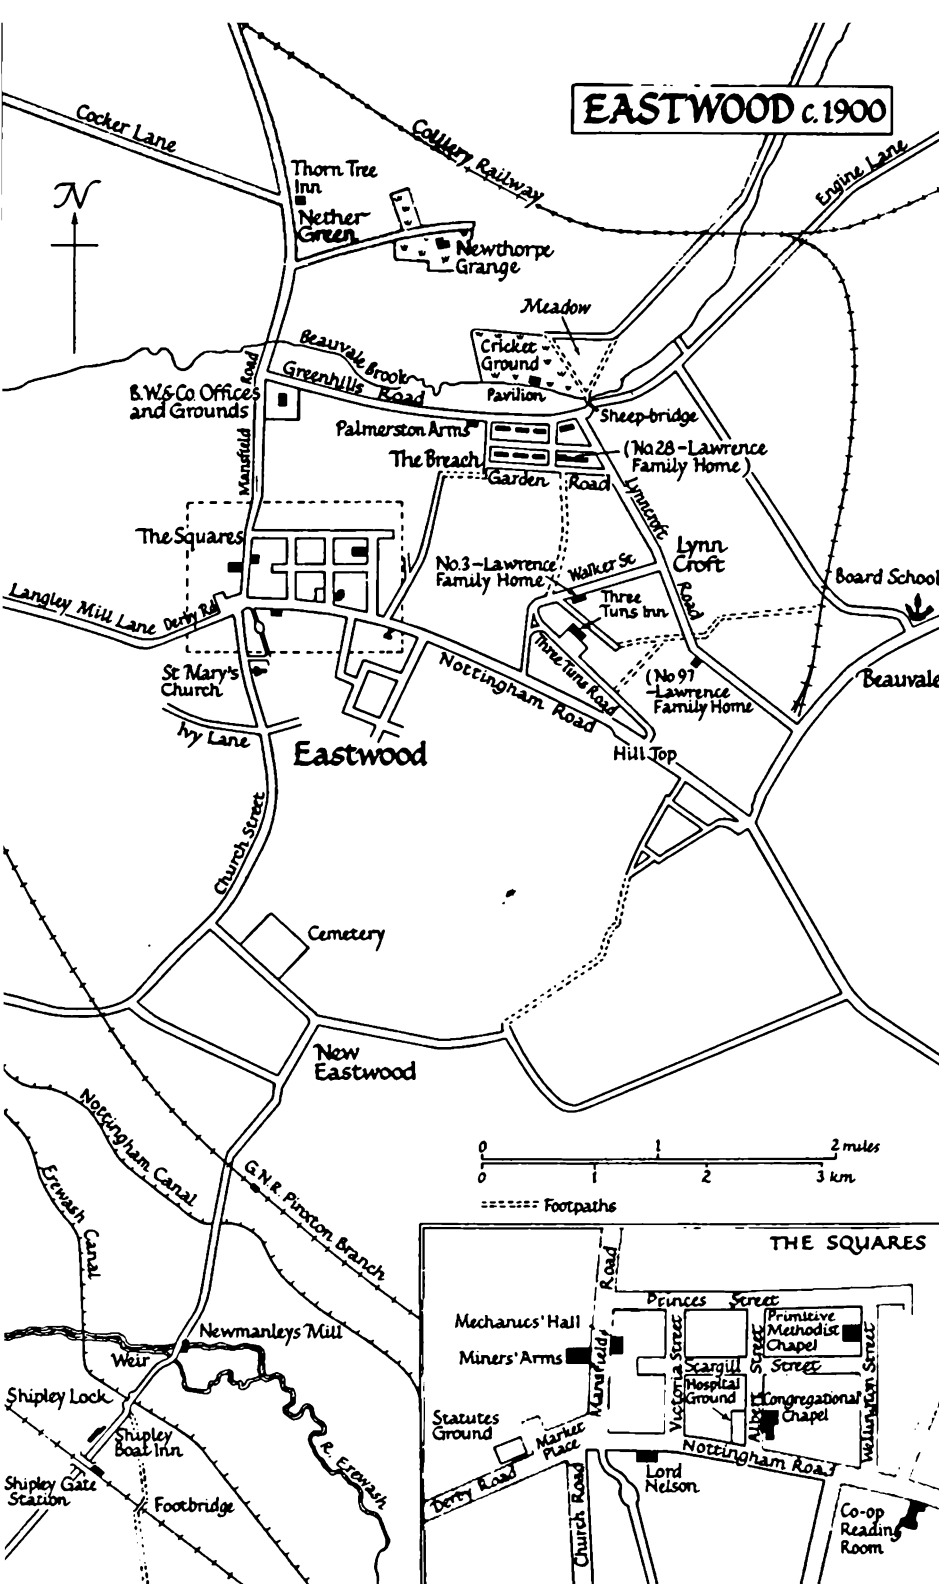 EASTWOOD c.1900
Cocker Lane
Colliery Railway
Engine Lane
N
Thorn Tree
Inn
Nether
Green
Newthorpe
Grange
Meadow
Beauvale Brook
Cricket
Ground
Pavilion
Greenhills Road
B.W.& Co. Offices
and Grounds
Mansfield Road
Sheep-bridge
Palmerston Arms
The Breach
(No.28 – Lawrence
Family Home)
Garden Road
Lynncroft Road
The Squares
Lynn
Croft
No.3 – Lawrence
Family Home
Walker St
Board School
Langley Mill Lane
Derby Rd
Three
Tuns Inn
Three Tuns Road
St Mary's
Church
Nottingham Road
(No 97
– Lawrence
Family Home
Beauvale
Ivy Lane
Eastwood
Hill Top
Church Street
Cemetery
New
Eastwood
Nottingham Canal
Erewash Canal
G.N.R. Pinxton Branch
0 1 2 miles
0 1 2 3 km
Footpaths
Newmanleys Mill
Weir
Shipley Lock
Shipley
Boat Inn
R. Erewash
Shipley Gate
Station
Footbridge
THE SQUARES
Road
Princes Street
Mechanics' Hall
Primitive
Methodist
Chapel
Miners' Arms
Mansfield
Victoria Street
Scargill Street
Albert Street
Wellington Street
Hospital
Ground
Congregational
Chapel
Statutes
Ground
Market
Place
Nottingham Road
Derby Road
Lord
Nelson
Church Road
Co-op
Reading
Room